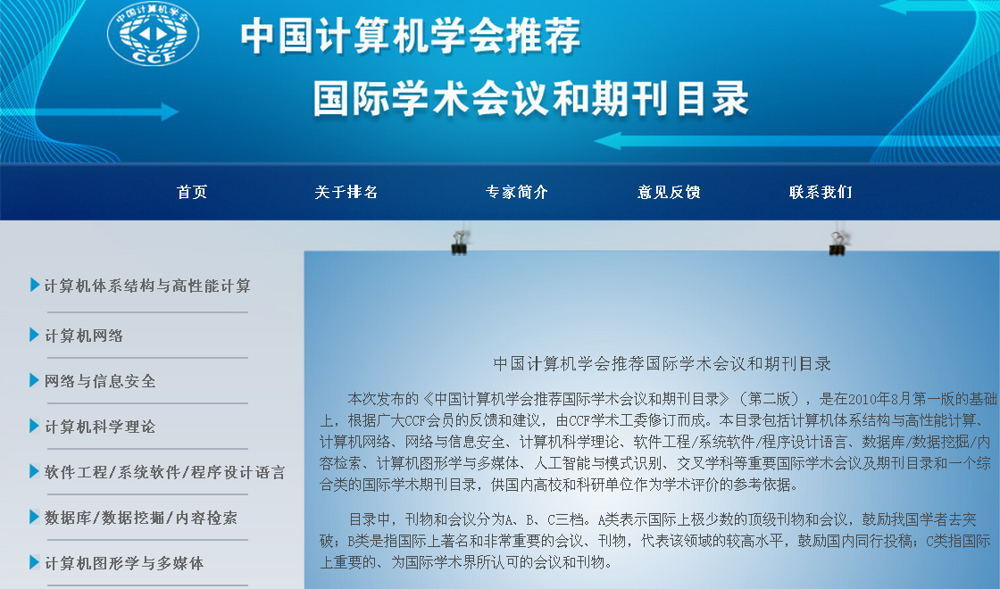 中国计算机学会
CCF
中国计算机学会推荐
国际学术会议和期刊目录
首页
关于排名
专家简介
意见反馈
联系我们
计算机体系结构与高性能计算
计算机网络
网络与信息安全
计算机科学理论
软件工程/系统软件/程序设计语言
数据库/数据挖掘/内容检索
计算机图形学与多媒体
中国计算机学会推荐国际学术会议和期刊目录
本次发布的《中国计算机学会推荐国际学术会议和期刊目录》（第二版），是在2010年8月第一版的基础
上，根据广大CCF会员的反馈和建议，由CCF学术工委修订而成。本目录包括计算机体系结构与高性能计算、
计算机网络、网络与信息安全、计算机科学理论、软件工程/系统软件/程序设计语言、数据库/数据挖掘/内
容检索、计算机图形学与多媒体、人工智能与模式识别、交叉学科等重要国际学术会议及期刊目录和一个综
合类的国际学术期刊目录，供国内高校和科研单位作为学术评价的参考依据。
目录中，刊物和会议分为A、B、C三档。A类表示国际上极少数的顶级刊物和会议，鼓励我国学者去突
破；B类是指国际上著名和非常重要的会议、刊物，代表该领域的较高水平，鼓励国内同行投稿；C类指国际
上重要的、为国际学术界所认可的会议和刊物。